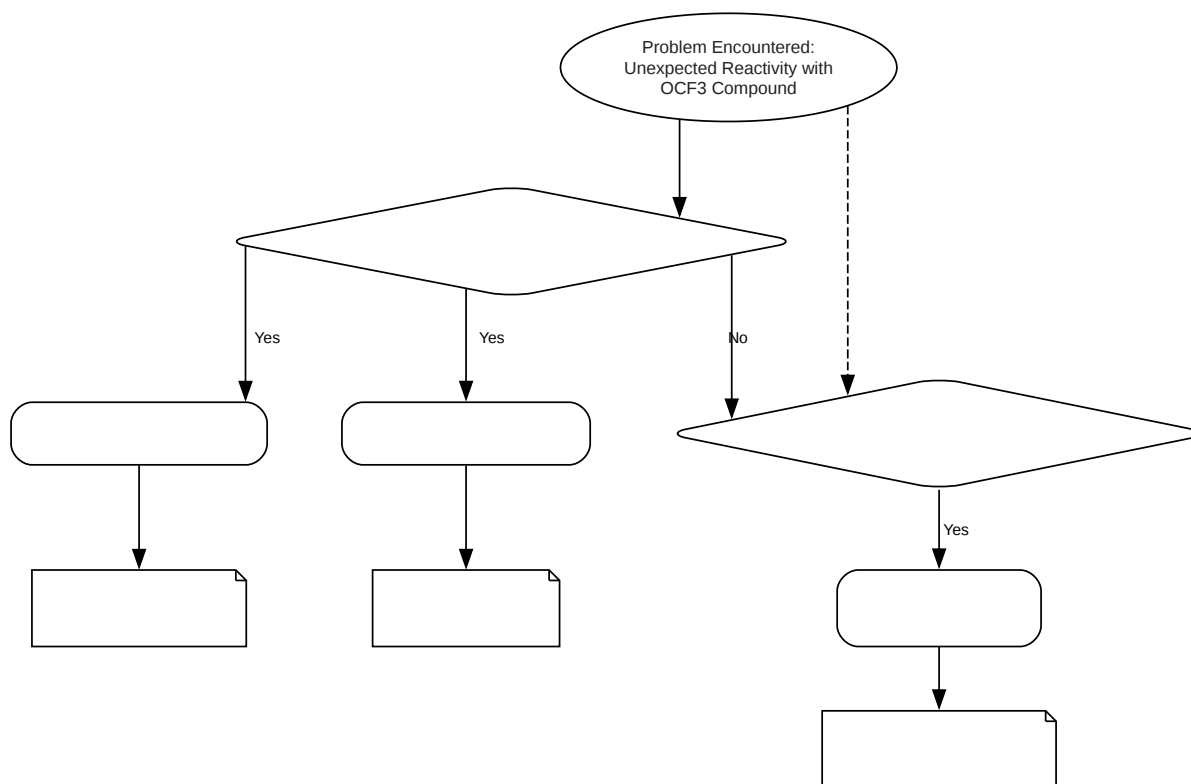 Problem Encountered:
Unexpected Reactivity with
OCF3 Compound
Yes
Yes
No
Yes